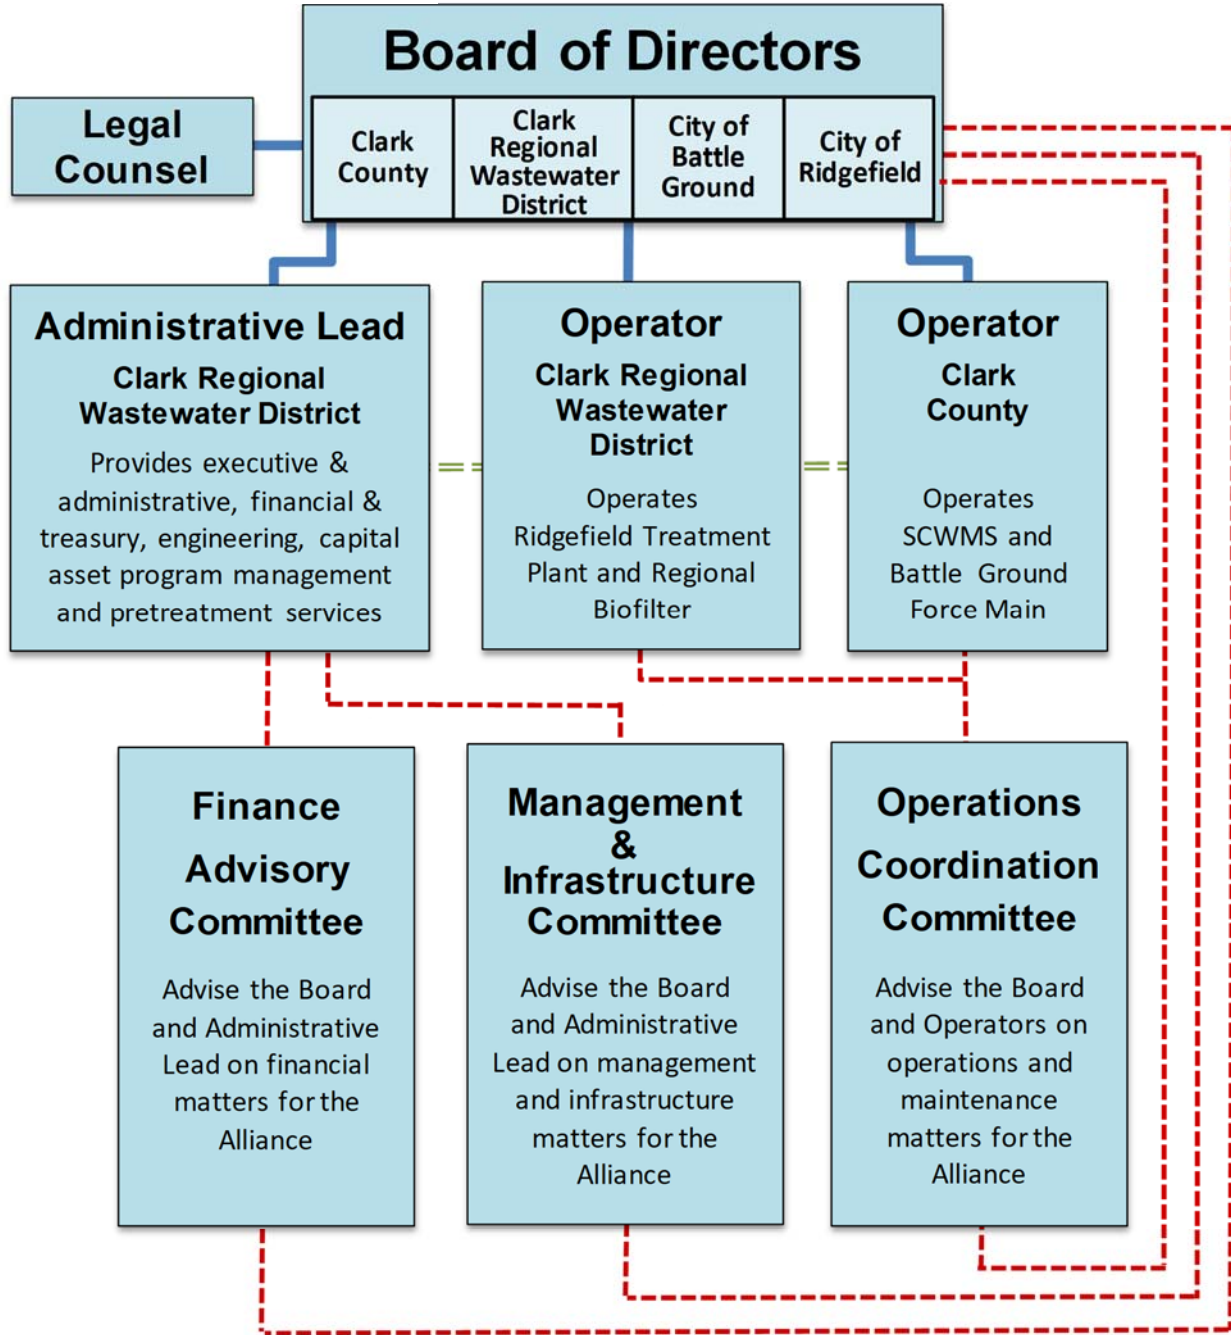 Board of Directors
Legal
Counsel
Clark
County
Clark
Regional
Wastewater
District
City of
Battle
Ground
City of
Ridgefield
Administrative Lead
Clark Regional
Wastewater District
Provides executive &
administrative, financial &
treasury, engineering, capital
asset program management
and pretreatment services
Operator
Clark Regional
Wastewater
District
Operates
Ridgefield Treatment
Plant and Regional
Biofilter
Operator
Clark
County
Operates
SCWMS and
Battle Ground
Force Main
Finance
Advisory
Committee
Advise the Board
and Administrative
Lead on financial
matters for the
Alliance
Management
&
Infrastructure
Committee
Advise the Board
and Administrative
Lead on management
and infrastructure
matters for the
Alliance
Operations
Coordination
Committee
Advise the Board
and Operators on
operations and
maintenance
matters for the
Alliance